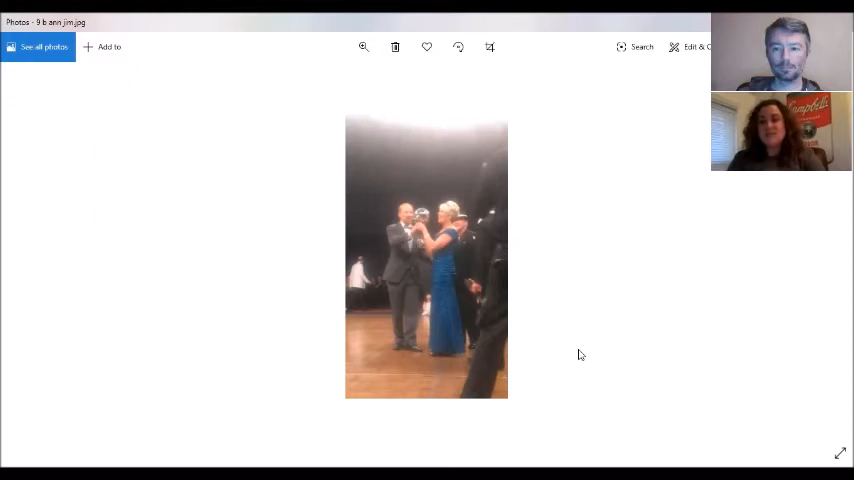 Photos - 9 b ann jim.jpg
See all photos
Add to
Search
Edit & C
Campbell